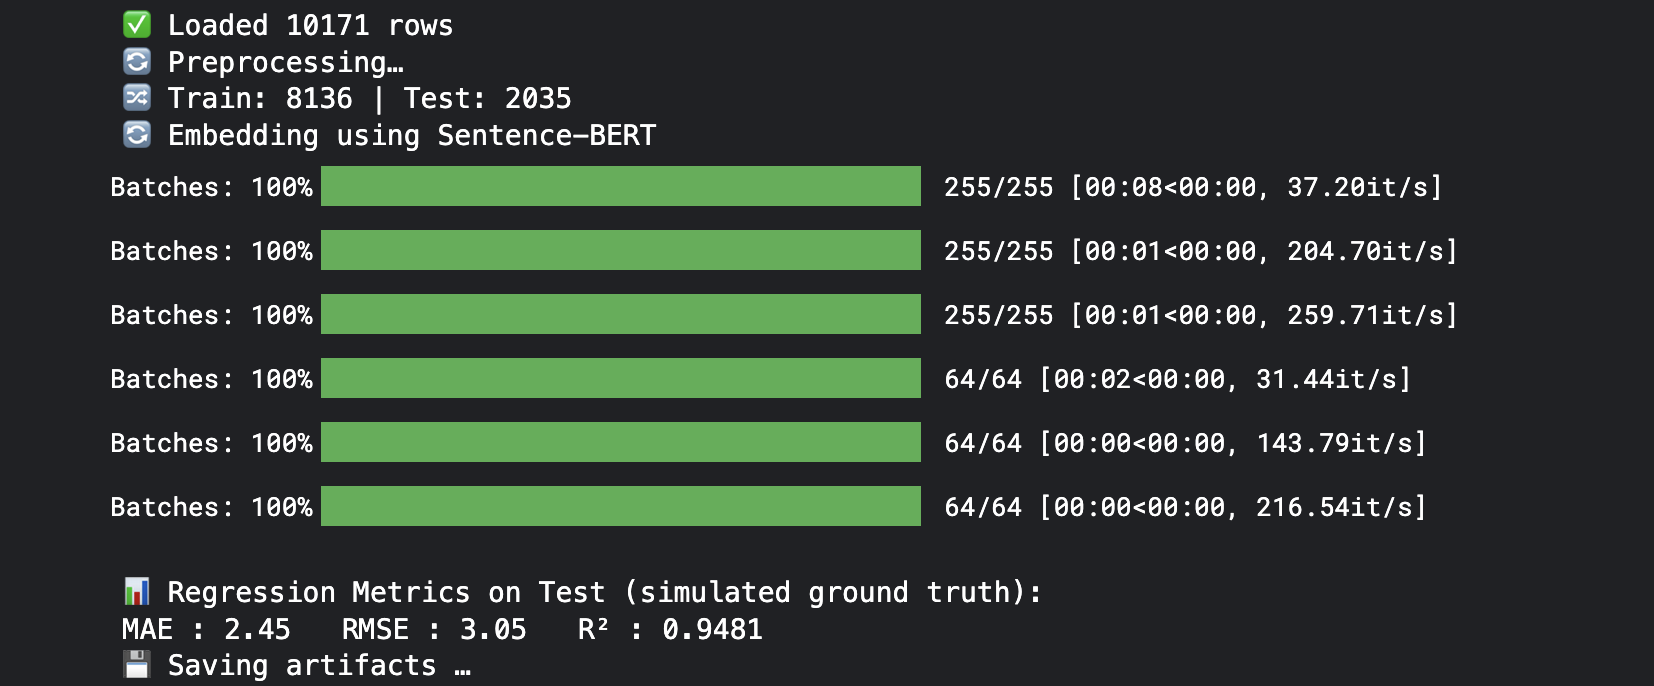 ✅ Loaded 10171 rows
🔄 Preprocessing…
🔀 Train: 8136 | Test: 2035
🔄 Embedding using Sentence-BERT
Batches: 100% 255/255 [00:08<00:00, 37.20it/s]
Batches: 100% 255/255 [00:01<00:00, 204.70it/s]
Batches: 100% 255/255 [00:01<00:00, 259.71it/s]
Batches: 100% 64/64 [00:02<00:00, 31.44it/s]
Batches: 100% 64/64 [00:00<00:00, 143.79it/s]
Batches: 100% 64/64 [00:00<00:00, 216.54it/s]
📊 Regression Metrics on Test (simulated ground truth):
MAE : 2.45   RMSE : 3.05   R² : 0.9481
💾 Saving artifacts …